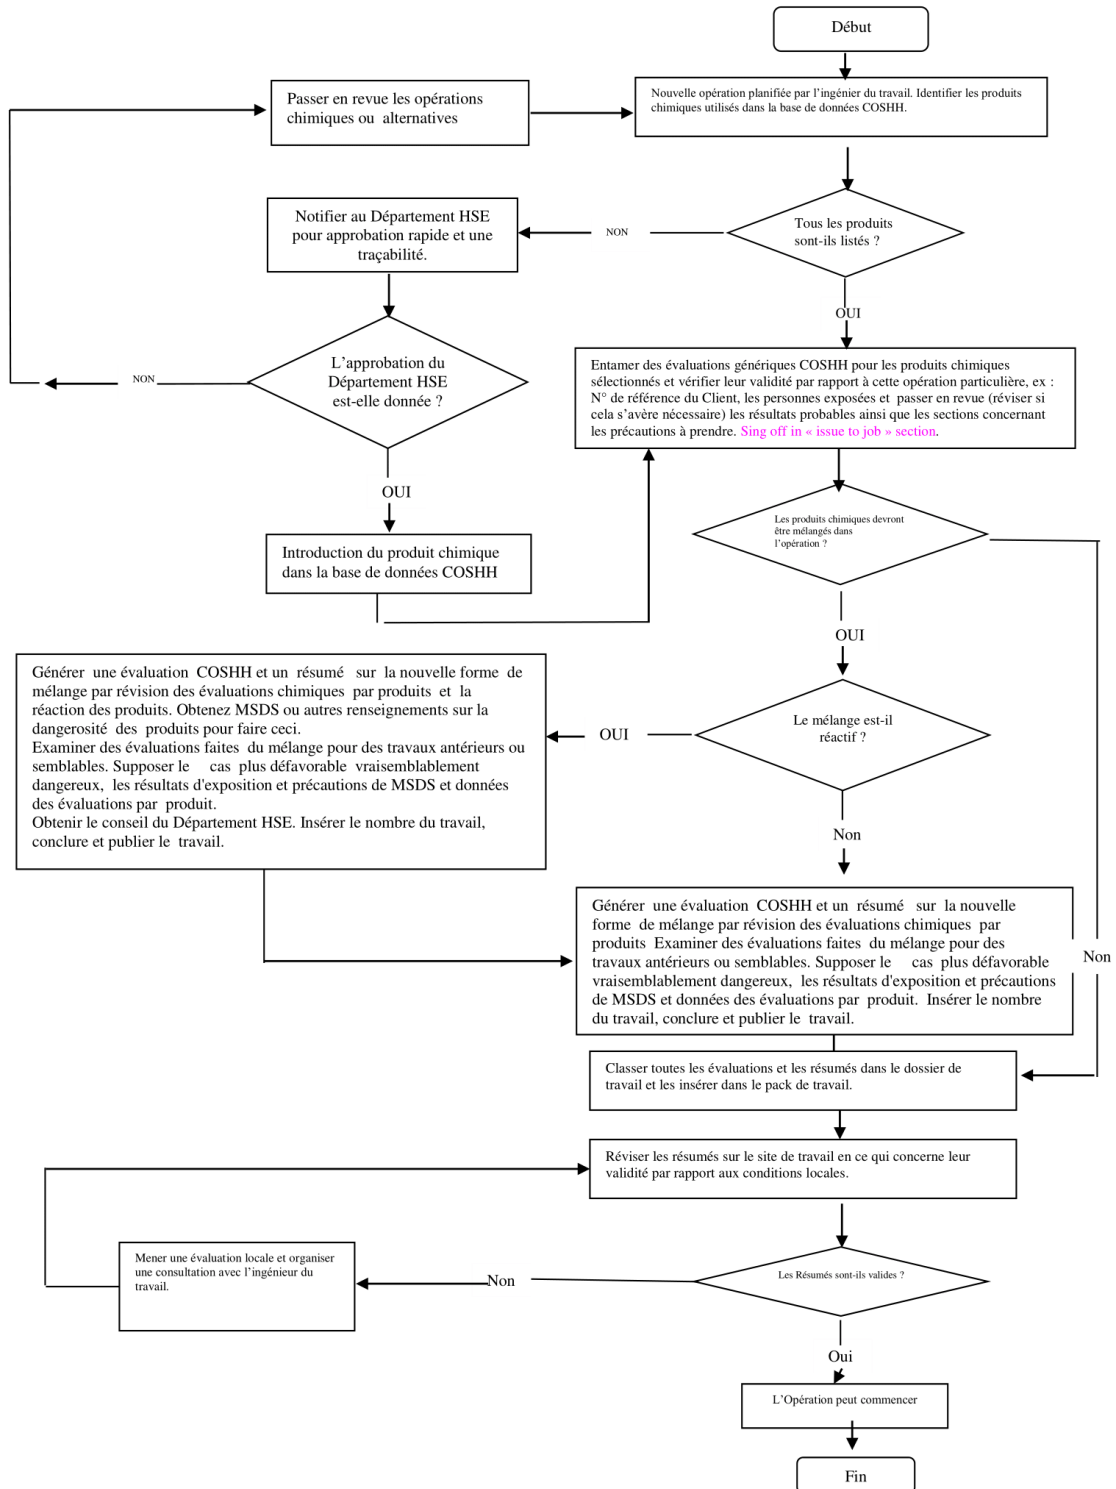 Début
Passer en revue les opérations
chimiques ou alternatives
Nouvelle opération planifiée par l’ingénier du travail. Identifier les produits
chimiques utilisés dans la base de données COSHH.
Notifier au Département HSE
pour approbation rapide et une
traçabilité.
NON
Tous les produits
sont-ils listés ?
OUI
L’approbation du
Département HSE
est-elle donnée ?
NON
Entamer des évaluations génériques COSHH pour les produits chimiques
sélectionnés et vérifier leur validité par rapport à cette opération particulière, ex :
N° de référence du Client, les personnes exposées et passer en revue (réviser si
cela s’avère nécessaire) les résultats probables ainsi que les sections concernant
les précautions à prendre. Sing off in « issue to job » section.
OUI
Introduction du produit chimique
dans la base de données COSHH
Les produits chimiques devront
être mélangés dans
l’opération ?
OUI
Générer une évaluation COSHH et un résumé sur la nouvelle forme de
mélange par révision des évaluations chimiques par produits et la
réaction des produits. Obtenez MSDS ou autres renseignements sur la
dangerosité des produits pour faire ceci.
Examiner des évaluations faites du mélange pour des travaux antérieurs ou
semblables. Supposer le cas plus défavorable vraisemblablement
dangereux, les résultats d'exposition et précautions de MSDS et données
des évaluations par produit.
Obtenir le conseil du Département HSE. Insérer le nombre du travail,
conclure et publier le travail.
OUI
Le mélange est-il
réactif ?
Non
Générer une évaluation COSHH et un résumé sur la nouvelle
forme de mélange par révision des évaluations chimiques par
produits Examiner des évaluations faites du mélange pour des
travaux antérieurs ou semblables. Supposer le cas plus défavorable
vraisemblablement dangereux, les résultats d'exposition et précautions
de MSDS et données des évaluations par produit. Insérer le nombre
du travail, conclure et publier le travail.
Non
Classer toutes les évaluations et les résumés dans le dossier de
travail et les insérer dans le pack de travail.
Réviser les résumés sur le site de travail en ce qui concerne leur
validité par rapport aux conditions locales.
Mener une évaluation locale et organiser
une consultation avec l’ingénieur du
travail.
Non
Les Résumés sont-ils valides ?
Oui
L’Opération peut commencer
Fin